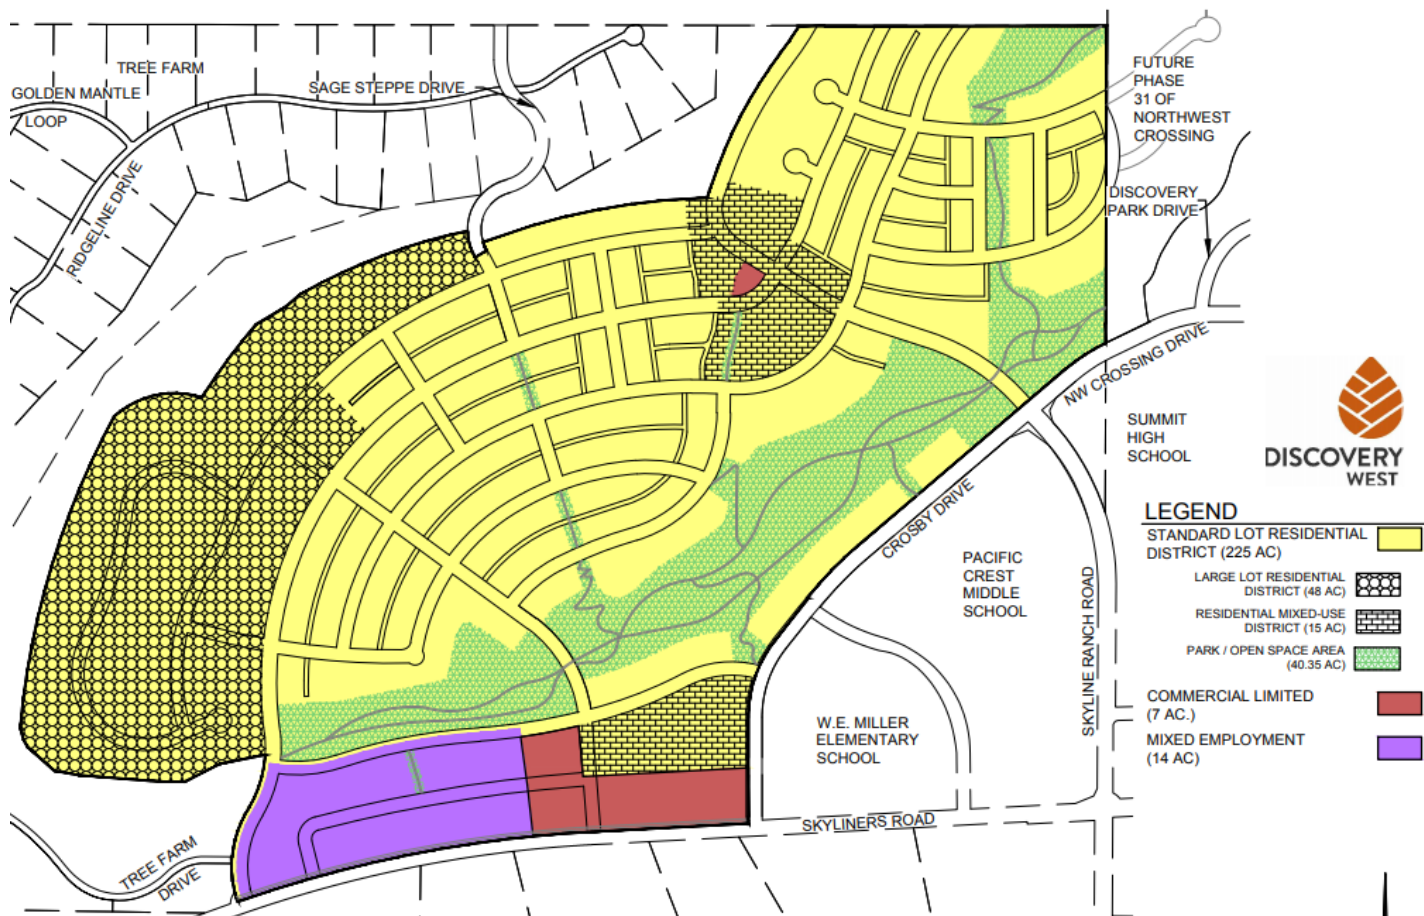 TREE FARM
GOLDEN MANTLE
LOOP
SAGE STEPPE DRIVE
RIDGELINE DRIVE
FUTURE
PHASE
31 OF
NORTHWEST
CROSSING
DISCOVERY
PARK DRIVE
NW CROSSING DRIVE
SUMMIT
HIGH
SCHOOL
CROSBY DRIVE
PACIFIC
CREST
MIDDLE
SCHOOL
SKYLINE RANCH ROAD
W.E. MILLER
ELEMENTARY
SCHOOL
SKYLINERS ROAD
TREE FARM
DRIVE
DISCOVERY
WEST
LEGEND
STANDARD LOT RESIDENTIAL
DISTRICT (225 AC)
LARGE LOT RESIDENTIAL
DISTRICT (48 AC)
RESIDENTIAL MIXED-USE
DISTRICT (15 AC)
PARK / OPEN SPACE AREA
(40.35 AC)
COMMERCIAL LIMITED
(7 AC.)
MIXED EMPLOYMENT
(14 AC)